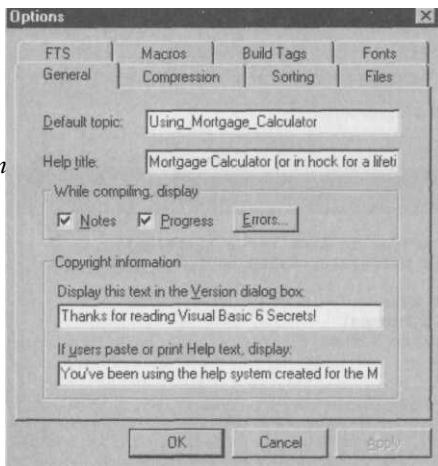 Options
FTS Macros Build Tags Fonts
General Compression Sorting Files
Default topic: Using_Mortgage_Calculator
Help title: Mortgage Calculator (or in hock for a lifeti
While compiling, display
Notes Progress Errors...
Copyright information
Display this text in the Version dialog box:
Thanks for reading Visual Basic 6 Secrets!
If users paste or print Help text, display:
You've been using the help system created for the M
OK Cancel Apply